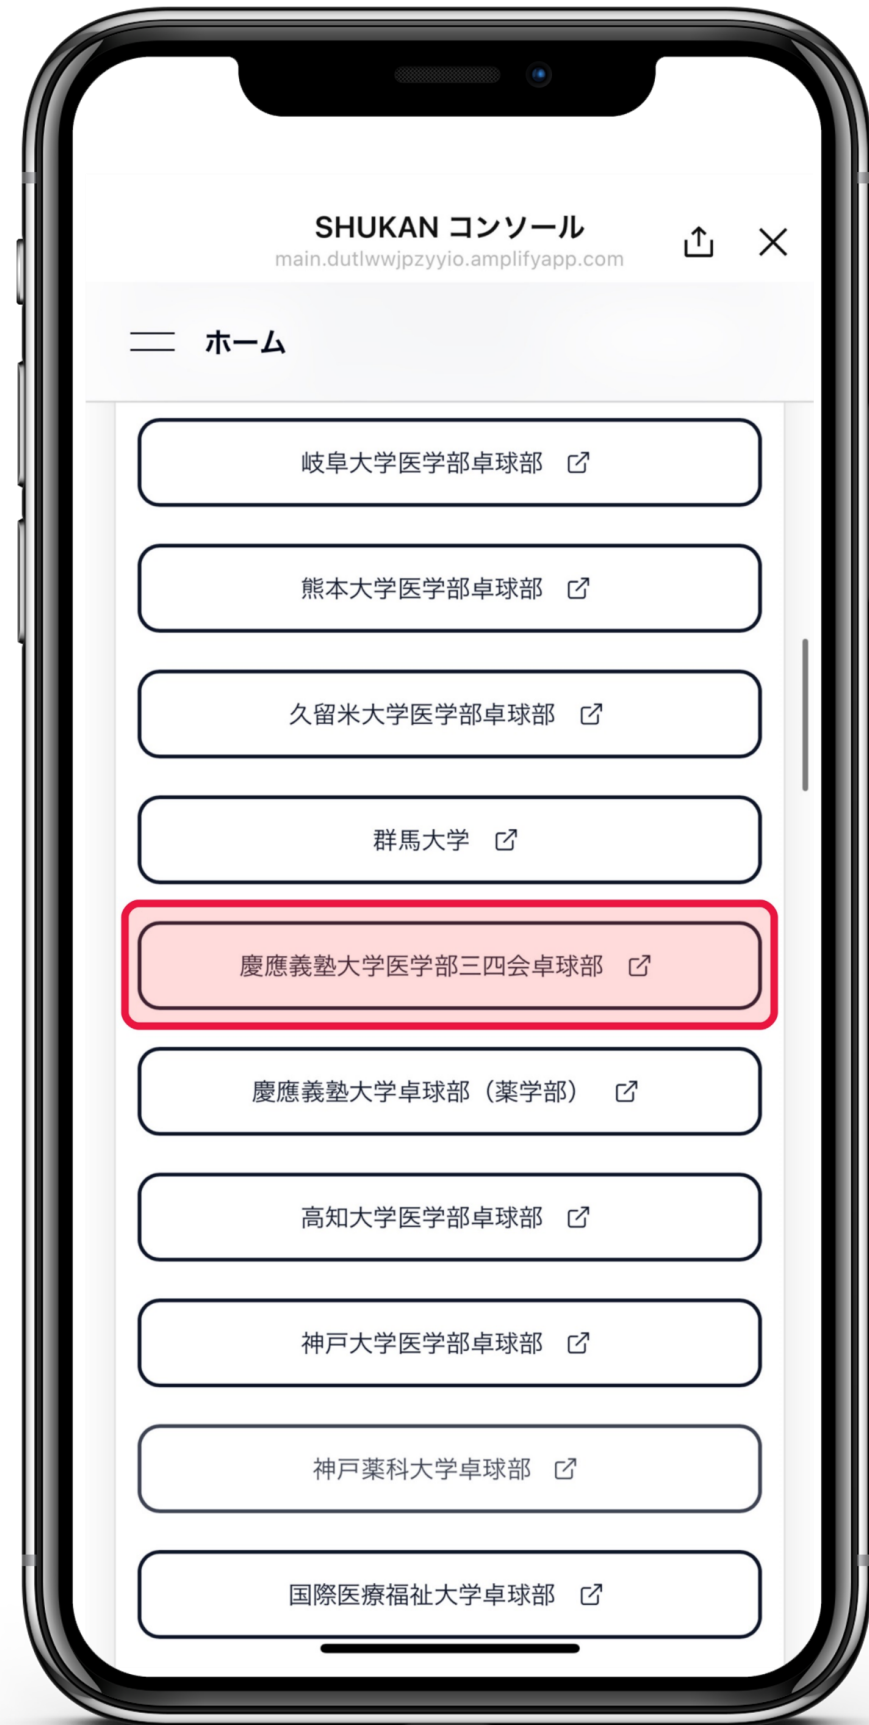 SHUKAN コンソール
main.dutlwwjpzyyio.amplifyapp.com
ホーム
岐阜大学医学部卓球部
熊本大学医学部卓球部
久留米大学医学部卓球部
群馬大学
慶應義塾大学医学部三四会卓球部
慶應義塾大学卓球部（薬学部）
高知大学医学部卓球部
神戸大学医学部卓球部
神戸薬科大学卓球部
国際医療福祉大学卓球部